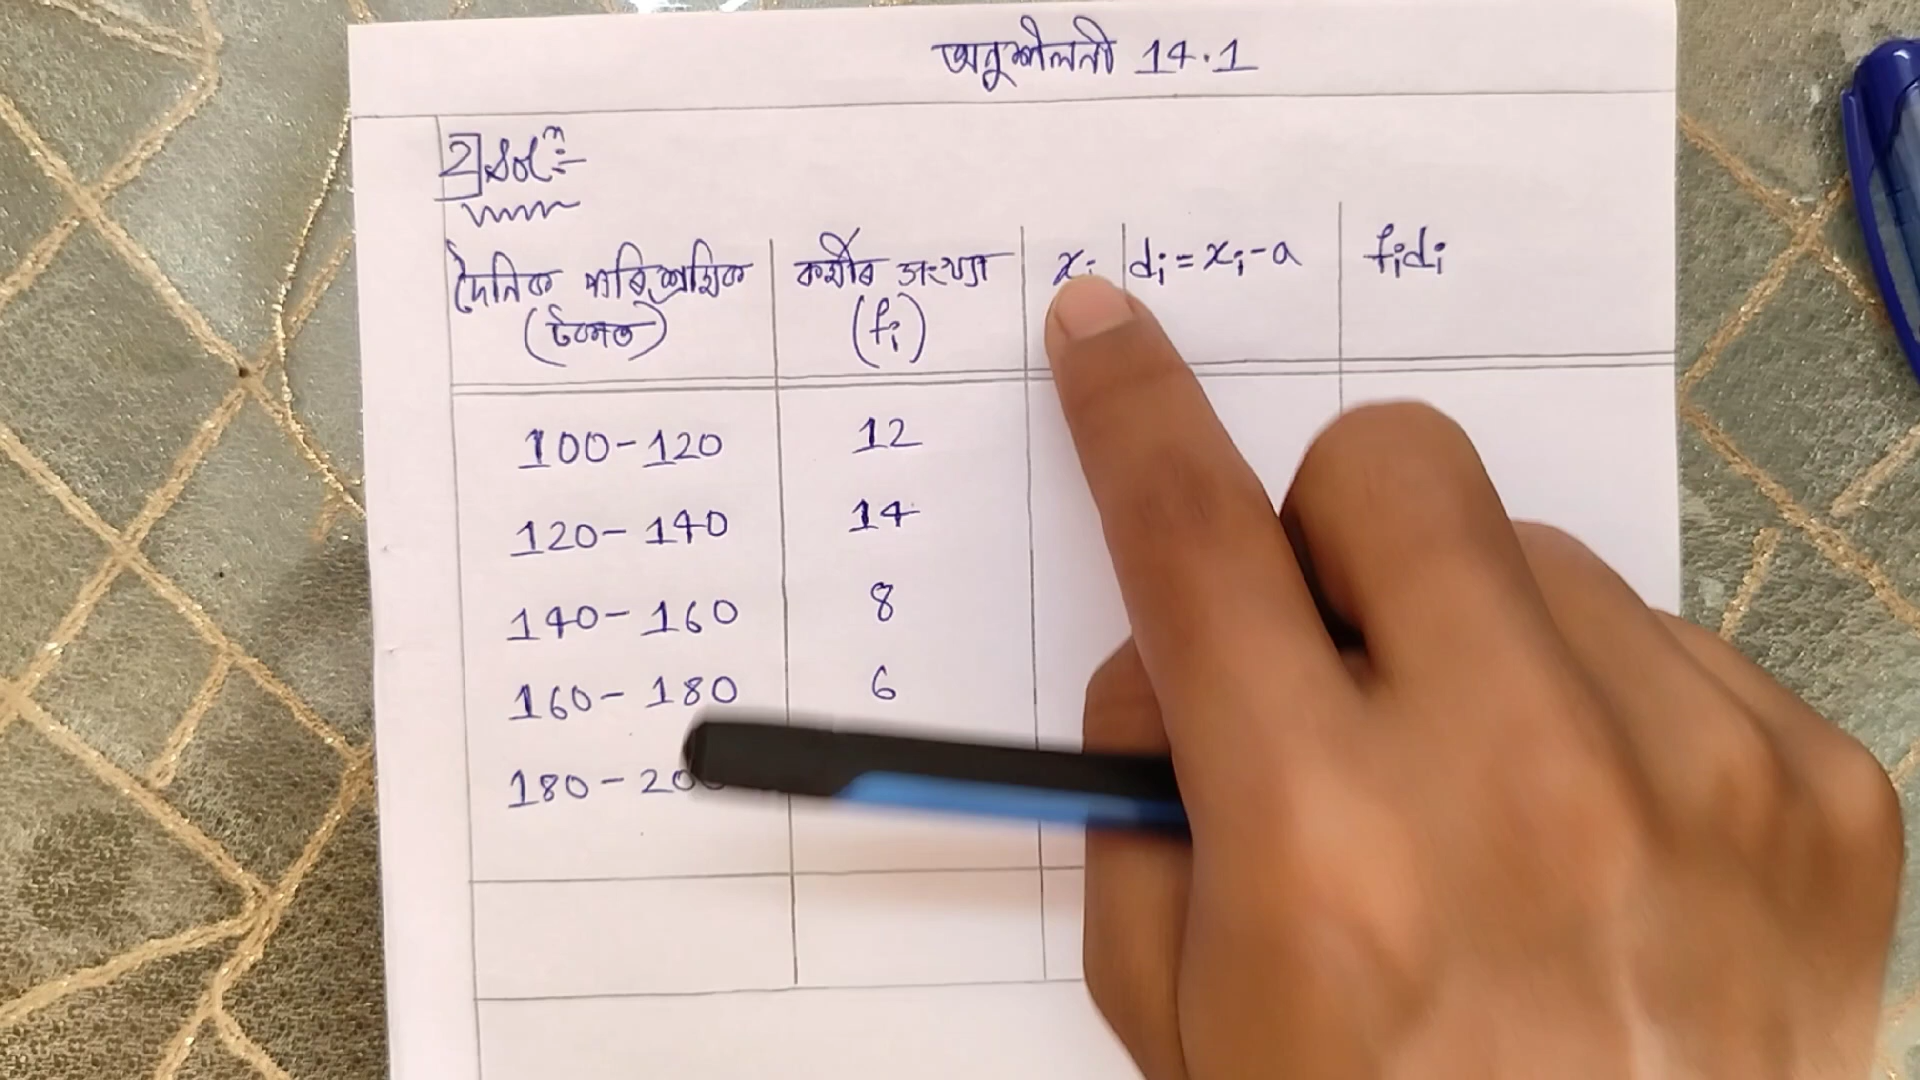 অনুশীলনী 14.1
2 Solⁿ:-
দৈনিক পাৰিশ্ৰমিক কৰ্মীৰ সংখ্যা xᵢ dᵢ = xᵢ - a fᵢdᵢ
(টকাত) (fᵢ)
100-120 12
120-140 14
140-160 8
160-180 6
180-